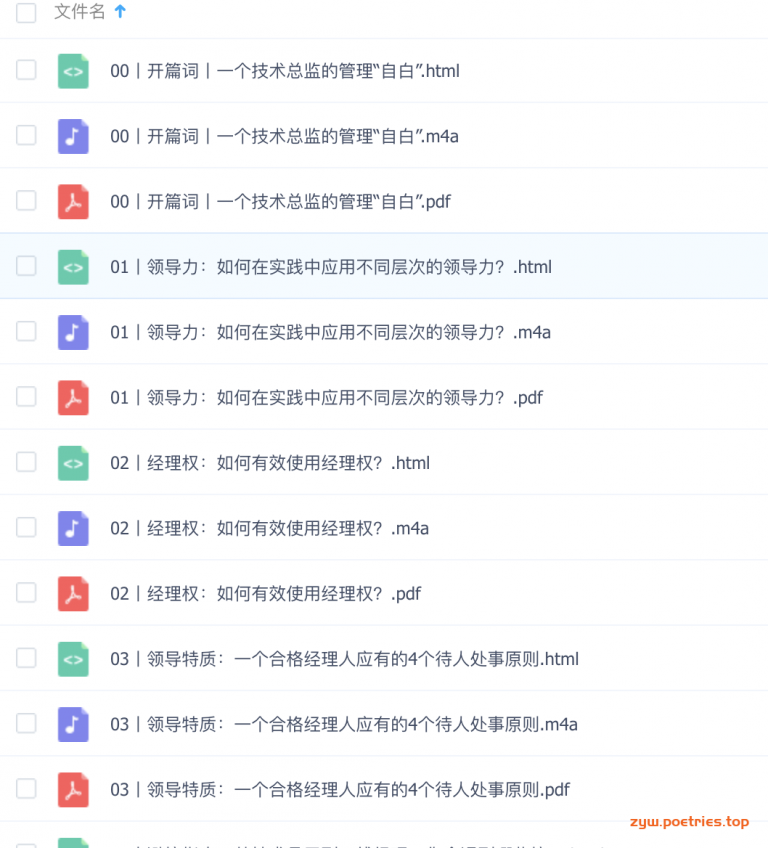 文件名
00丨开篇词丨一个技术总监的管理“自白”.html
00丨开篇词丨一个技术总监的管理“自白”.m4a
00丨开篇词丨一个技术总监的管理“自白”.pdf
01丨领导力：如何在实践中应用不同层次的领导力？.html
01丨领导力：如何在实践中应用不同层次的领导力？.m4a
01丨领导力：如何在实践中应用不同层次的领导力？.pdf
02丨经理权：如何有效使用经理权？.html
02丨经理权：如何有效使用经理权？.m4a
02丨经理权：如何有效使用经理权？.pdf
03丨领导特质：一个合格经理人应有的4个待人处事原则.html
03丨领导特质：一个合格经理人应有的4个待人处事原则.m4a
03丨领导特质：一个合格经理人应有的4个待人处事原则.pdf
zyw.poetries.top